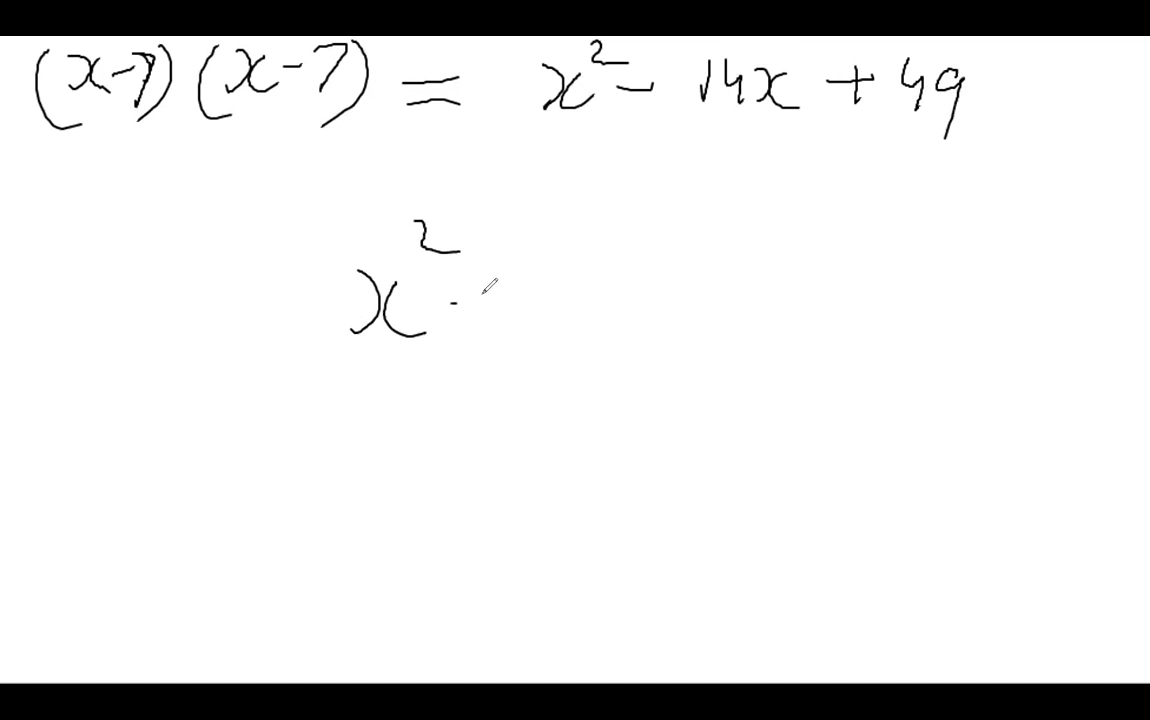 (x-7)(x-7) = x² - 14x + 49
x² -